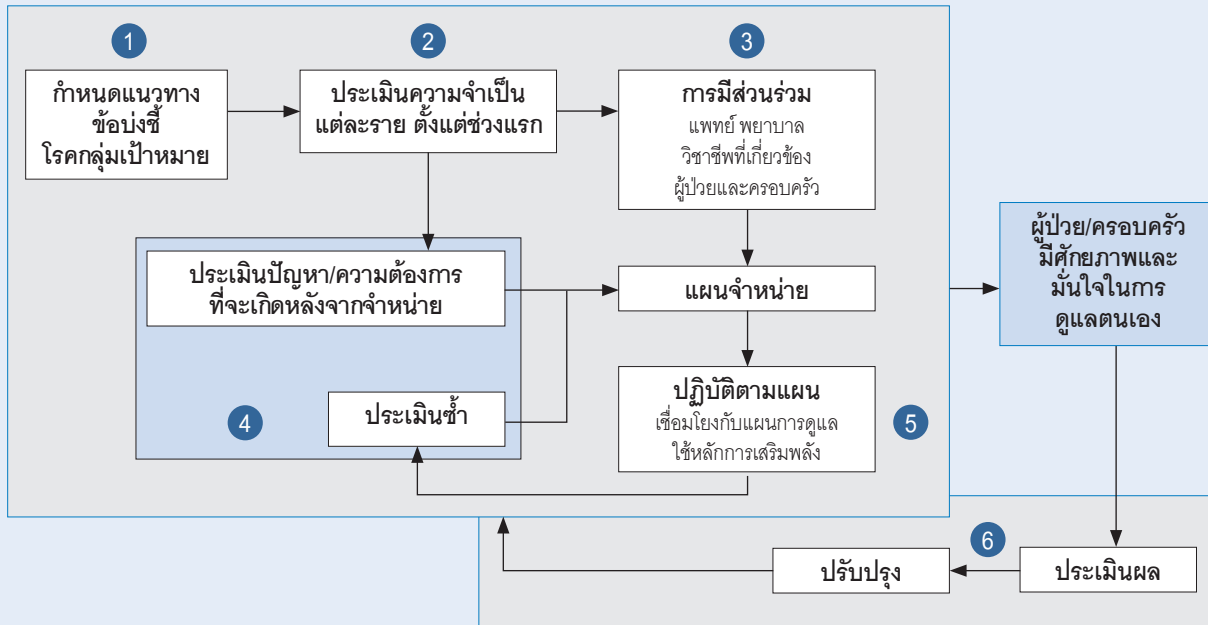 1
กำหนดแนวทาง
ข้อบ่งชี้
โรคกลุ่มเป้าหมาย
2
ประเมินความจำเป็น
แต่ละราย ตั้งแต่ช่วงแรก
3
การมีส่วนร่วม
แพทย์ พยาบาล
วิชาชีพที่เกี่ยวข้อง
ผู้ป่วยและครอบครัว
ประเมินปัญหา/ความต้องการ
ที่จะเกิดหลังจากจำหน่าย
แผนจำหน่าย
4
ประเมินซ้ำ
ปฏิบัติตามแผน
เชื่อมโยงกับแผนการดูแล
ใช้หลักการเสริมพลัง
5
ผู้ป่วย/ครอบครัว
มีศักยภาพและ
มั่นใจในการ
ดูแลตนเอง
6
ปรับปรุง
ประเมินผล